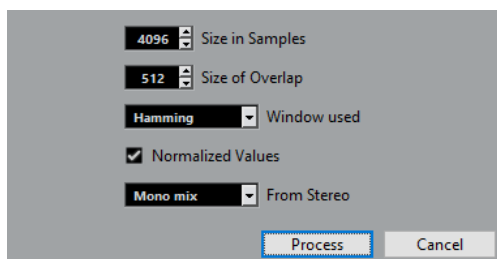 4096 Size in Samples
512 Size of Overlap
Hamming Window used
Normalized Values
Mono mix From Stereo
Process Cancel